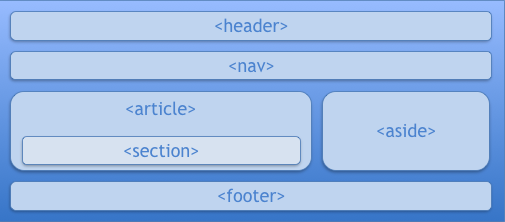 <header>
<nav>
<article>
<section>
<aside>
<footer>